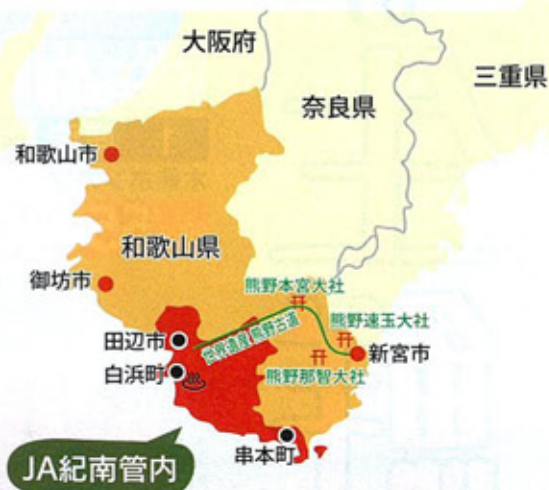 大阪府
三重県
奈良県
和歌山市
和歌山県
御坊市
熊野本宮大社
世界遺産 熊野古道
熊野速玉大社
田辺市
新宮市
白浜町
熊野那智大社
串本町
JA紀南管内